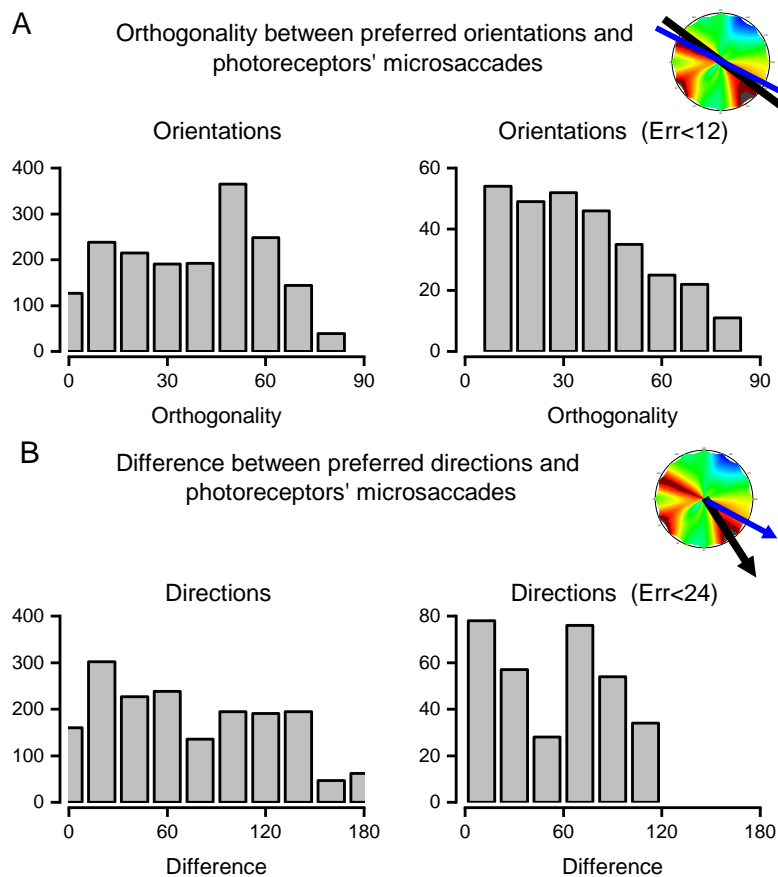 A
Orthogonality between preferred orientations and
photoreceptors' microsaccades
Orientations
Orientations (Err<12)
400
300
200
100
0
0 30 60 90
Orthogonality
60
40
20
0
0 30 60 90
Orthogonality
B
Difference between preferred directions and
photoreceptors' microsaccades
Directions
Directions (Err<24)
400
300
200
100
0
0 60 120 180
Difference
80
60
40
20
0
0 60 120 180
Difference